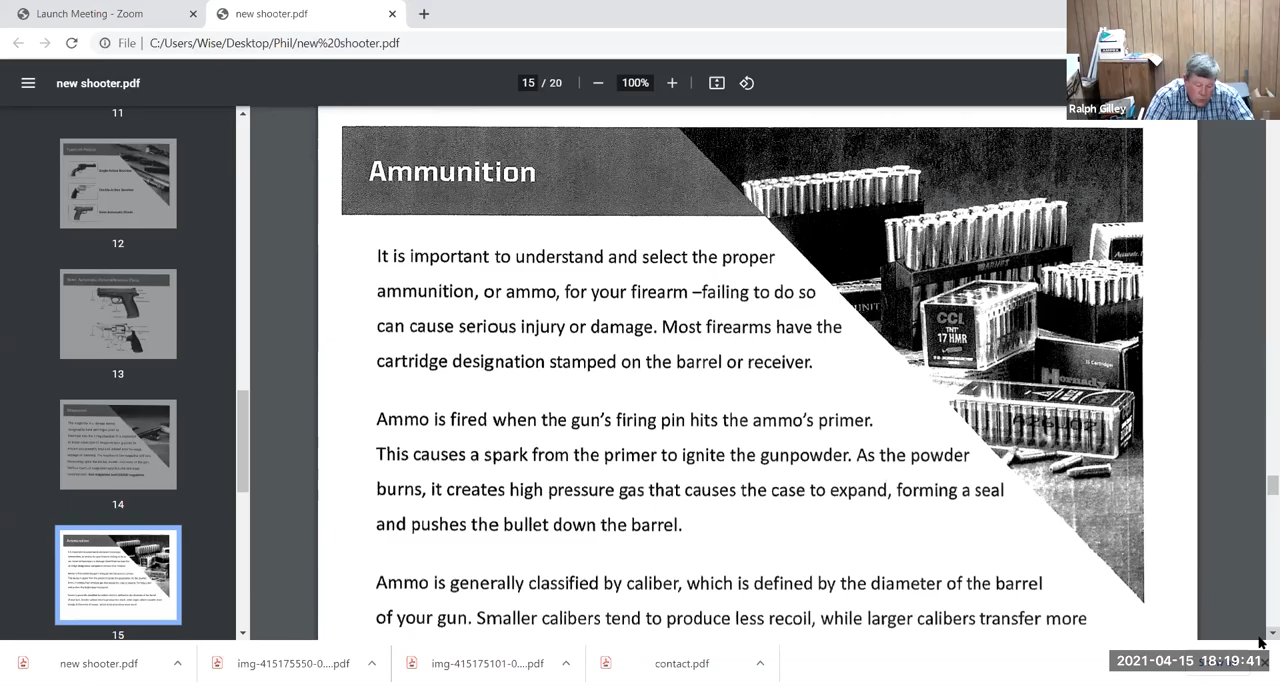 Launch Meeting - Zoom
new shooter.pdf
File
C:/Users/Wise/Desktop/Phil/new%20shooter.pdf
new shooter.pdf
15 / 20
100%
Ralph Gilley
11
12
13
14
15
Ammunition
It is important to understand and select the proper
ammunition, or ammo, for your firearm –failing to do so
can cause serious injury or damage. Most firearms have the
cartridge designation stamped on the barrel or receiver.
Ammo is fired when the gun's firing pin hits the ammo's primer.
This causes a spark from the primer to ignite the gunpowder. As the powder
burns, it creates high pressure gas that causes the case to expand, forming a seal
and pushes the bullet down the barrel.
Ammo is generally classified by caliber, which is defined by the diameter of the barrel
of your gun. Smaller calibers tend to produce less recoil, while larger calibers transfer more
CCI
TNT
17 HMR
Hornady
new shooter.pdf
img-415175550-0....pdf
img-415175101-0....pdf
contact.pdf
2021-04-15 18:19:41